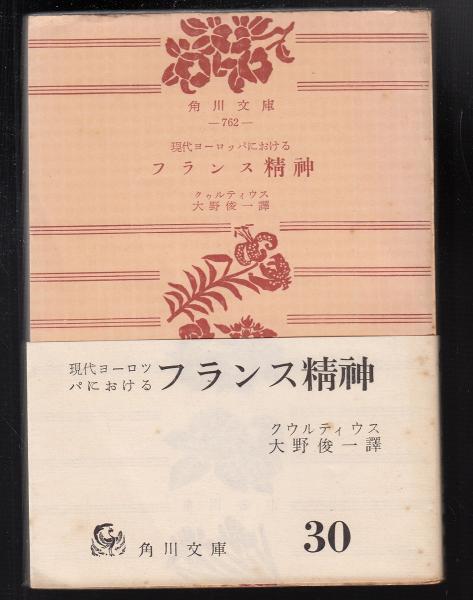 角川文庫
—762—
現代ヨーロッパにおける
フランス精神
クゥルティウス
大野俊一譯
現代ヨーロツ
パにおける
フランス精神
クウルティウス
大野俊一譯
角川文庫
30